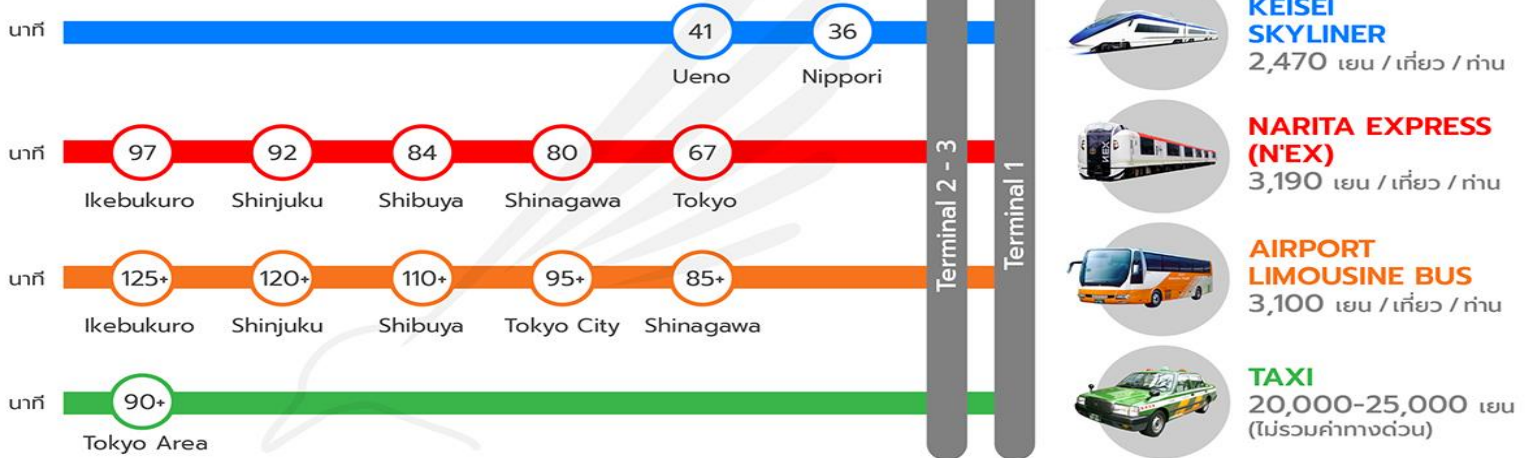 นาที
41
36
Ueno
Nippori
KEISEI
SKYLINER
2,470 เยน / เที่ยว / ท่าน
นาที
97
92
84
80
67
Ikebukuro
Shinjuku
Shibuya
Shinagawa
Tokyo
NARITA EXPRESS
(N'EX)
3,190 เยน / เที่ยว / ท่าน
นาที
125+
120+
110+
95+
85+
Ikebukuro
Shinjuku
Shibuya
Tokyo City
Shinagawa
Terminal 2 - 3
Terminal 1
AIRPORT
LIMOUSINE BUS
3,100 เยน / เที่ยว / ท่าน
นาที
90+
Tokyo Area
TAXI
20,000-25,000 เยน
(ไม่รวมค่าทางด่วน)